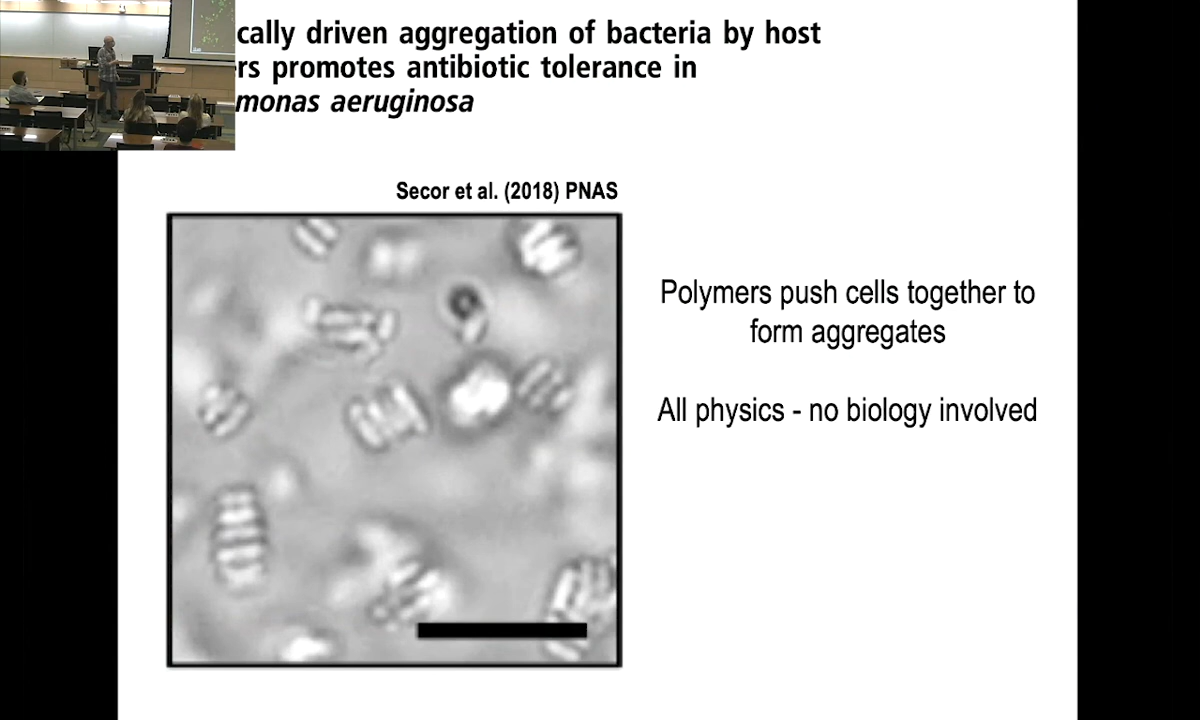 cally driven aggregation of bacteria by host
rs promotes antibiotic tolerance in
monas aeruginosa
Secor et al. (2018) PNAS
Polymers push cells together to
form aggregates
All physics - no biology involved